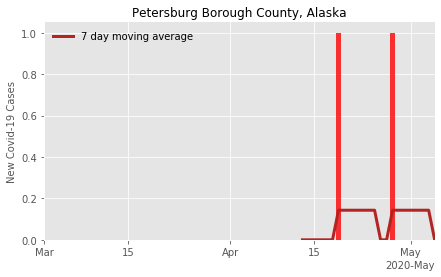 Petersburg Borough County, Alaska
7 day moving average
New Covid-19 Cases
1.0
0.8
0.6
0.4
0.2
0.0
Mar 15 Apr 15 May
2020-May